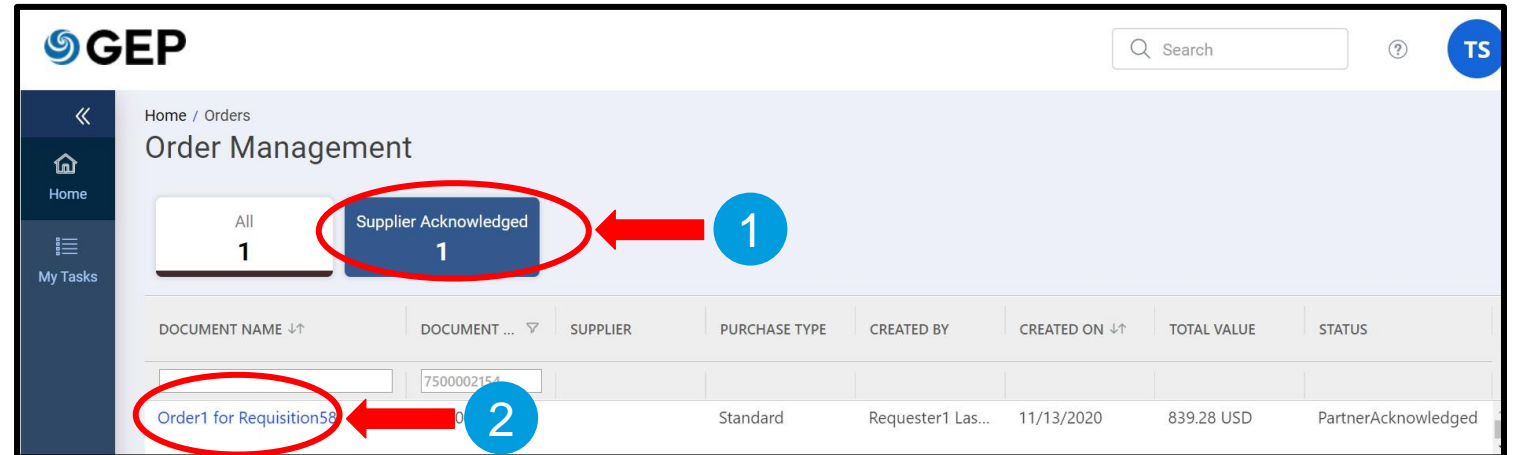 GEP
Search
?
TS
Home / Orders
Order Management
Home
My Tasks
All
1
Supplier Acknowledged
1
1
DOCUMENT NAME
DOCUMENT ...
SUPPLIER
PURCHASE TYPE
CREATED BY
CREATED ON
TOTAL VALUE
STATUS
7500002154
Order1 for Requisition58
2
Standard
Requester1 Las...
11/13/2020
839.28 USD
PartnerAcknowledged